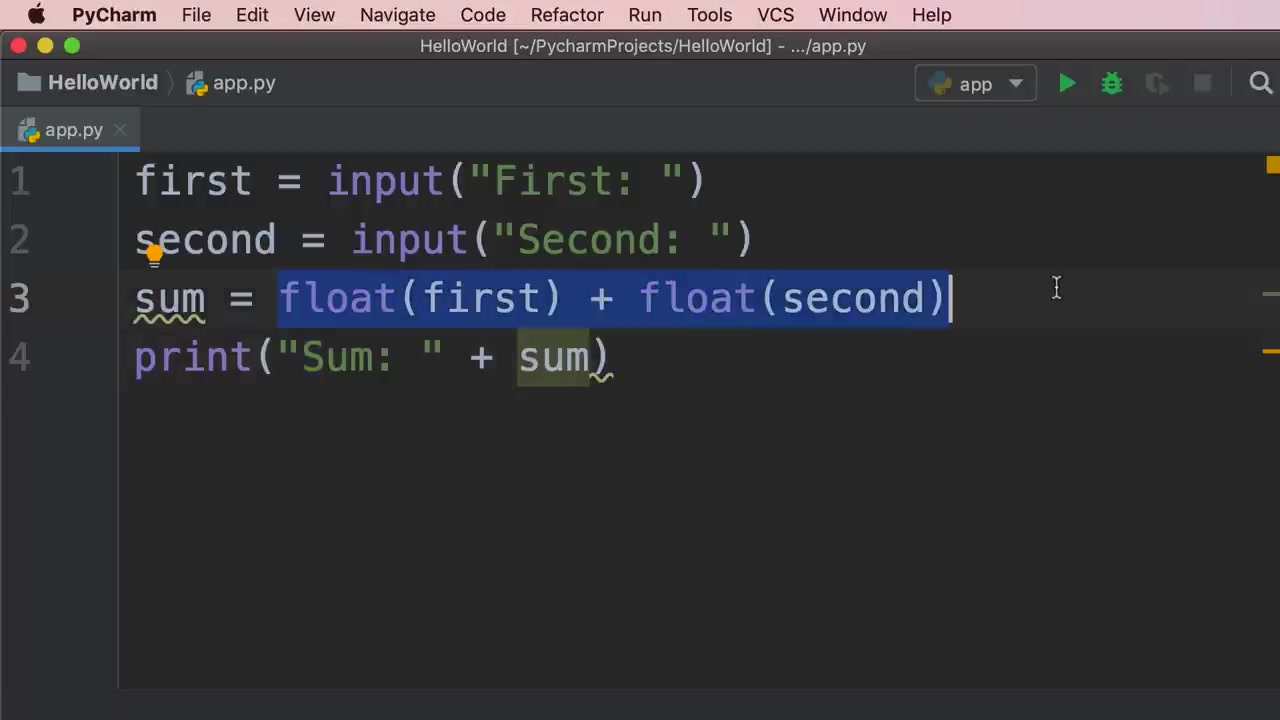 PyCharm File Edit View Navigate Code Refactor Run Tools VCS Window Help
HelloWorld [~/PycharmProjects/HelloWorld] - .../app.py
HelloWorld app.py app
app.py
1 first = input("First: ")
2 second = input("Second: ")
3 sum = float(first) + float(second)
4 print("Sum: " + sum)